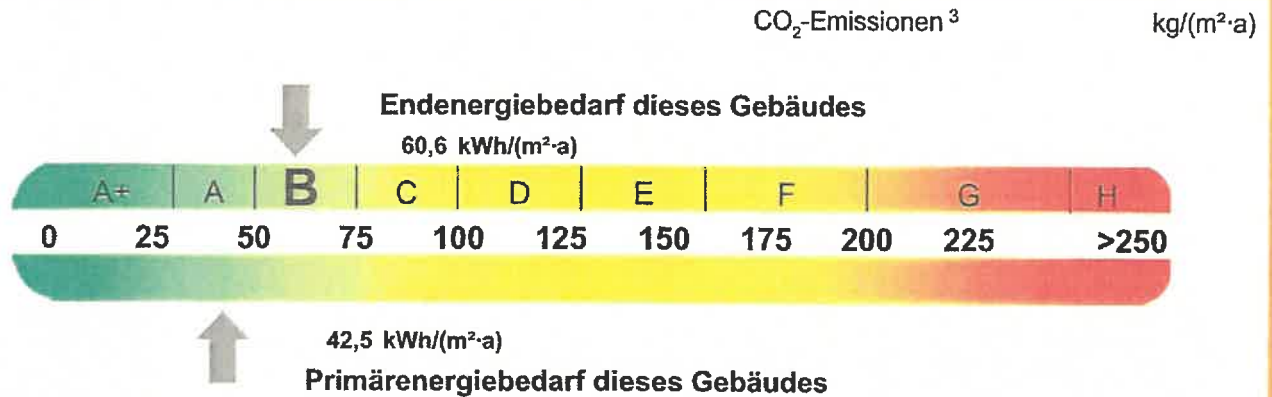 CO₂-Emissionen ³ kg/(m²·a)
Endenergiebedarf dieses Gebäudes
60,6 kWh/(m²·a)
A+ A B C D E F G H
0 25 50 75 100 125 150 175 200 225 >250
42,5 kWh/(m²·a)
Primärenergiebedarf dieses Gebäudes